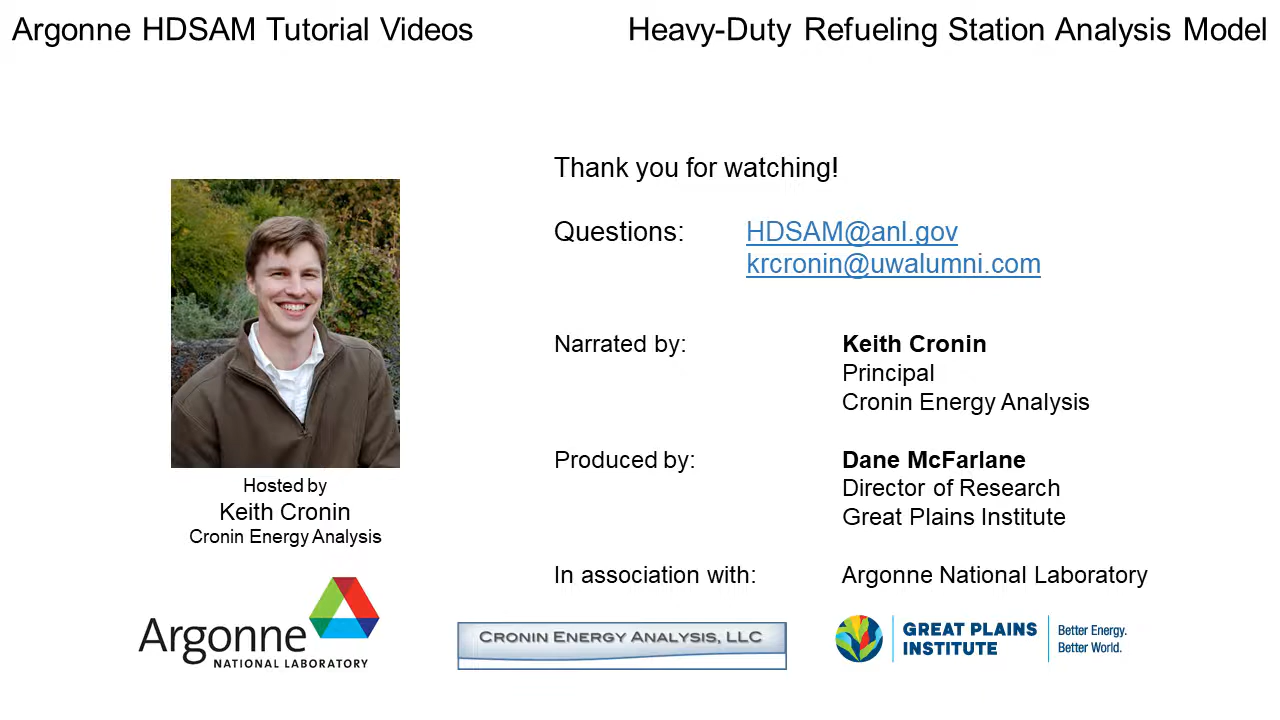 Argonne HDSAM Tutorial Videos
Heavy-Duty Refueling Station Analysis Model
Thank you for watching!
Questions: HDSAM@anl.gov
krcronin@uwalumni.com
Narrated by: Keith Cronin
Principal
Cronin Energy Analysis
Produced by: Dane McFarlane
Director of Research
Great Plains Institute
In association with: Argonne National Laboratory
Hosted by
Keith Cronin
Cronin Energy Analysis
Argonne
NATIONAL LABORATORY
CRONIN ENERGY ANALYSIS, LLC
GREAT PLAINS
INSTITUTE
Better Energy.
Better World.